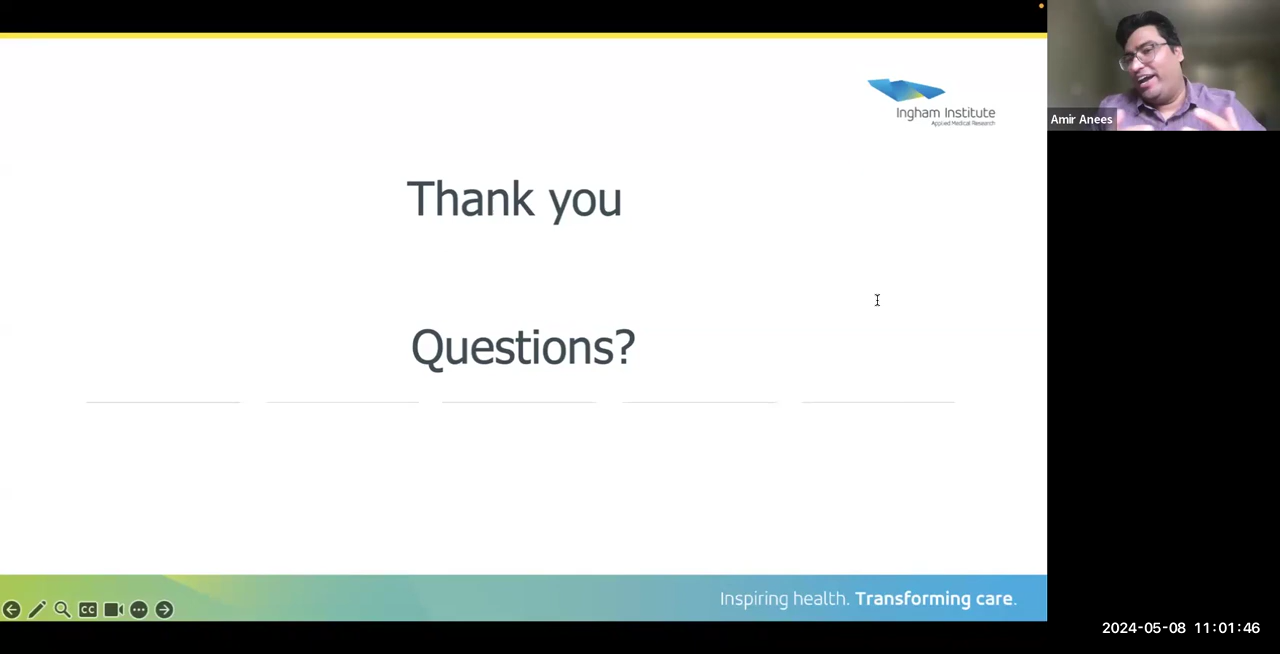 Ingham Institute
Applied Medical Research
Amir Anees
Thank you
Questions?
CC
Inspiring health. Transforming care.
2024-05-08 11:01:46